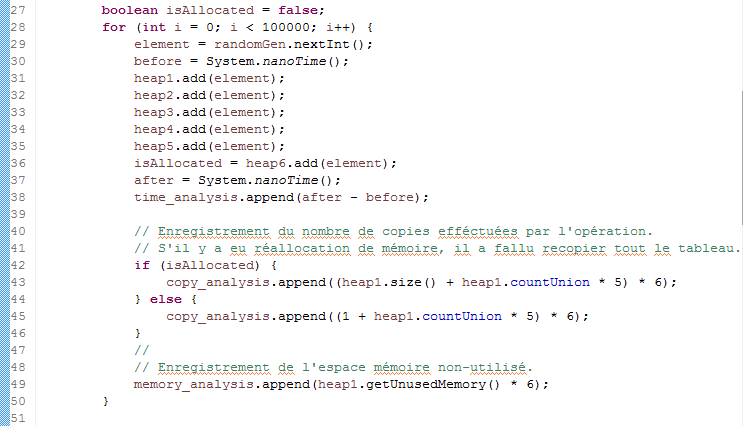 27 boolean isAllocated = false;
28 for (int i = 0; i < 100000; i++) {
29 element = randomGen.nextInt();
30 before = System.nanoTime();
31 heap1.add(element);
32 heap2.add(element);
33 heap3.add(element);
34 heap4.add(element);
35 heap5.add(element);
36 isAllocated = heap6.add(element);
37 after = System.nanoTime();
38 time_analysis.append(after - before);
39
40 // Enregistrement du nombre de copies efféctuées par l'opération.
41 // S'il y a eu réallocation de mémoire, il a fallu recopier tout le tableau.
42 if (isAllocated) {
43 copy_analysis.append((heap1.size() + heap1.countUnion * 5) * 6);
44 } else {
45 copy_analysis.append((1 + heap1.countUnion * 5) * 6);
46 }
47 //
48 // Enregistrement de l'espace mémoire non-utilisé.
49 memory_analysis.append(heap1.getUnusedMemory() * 6);
50 }
51